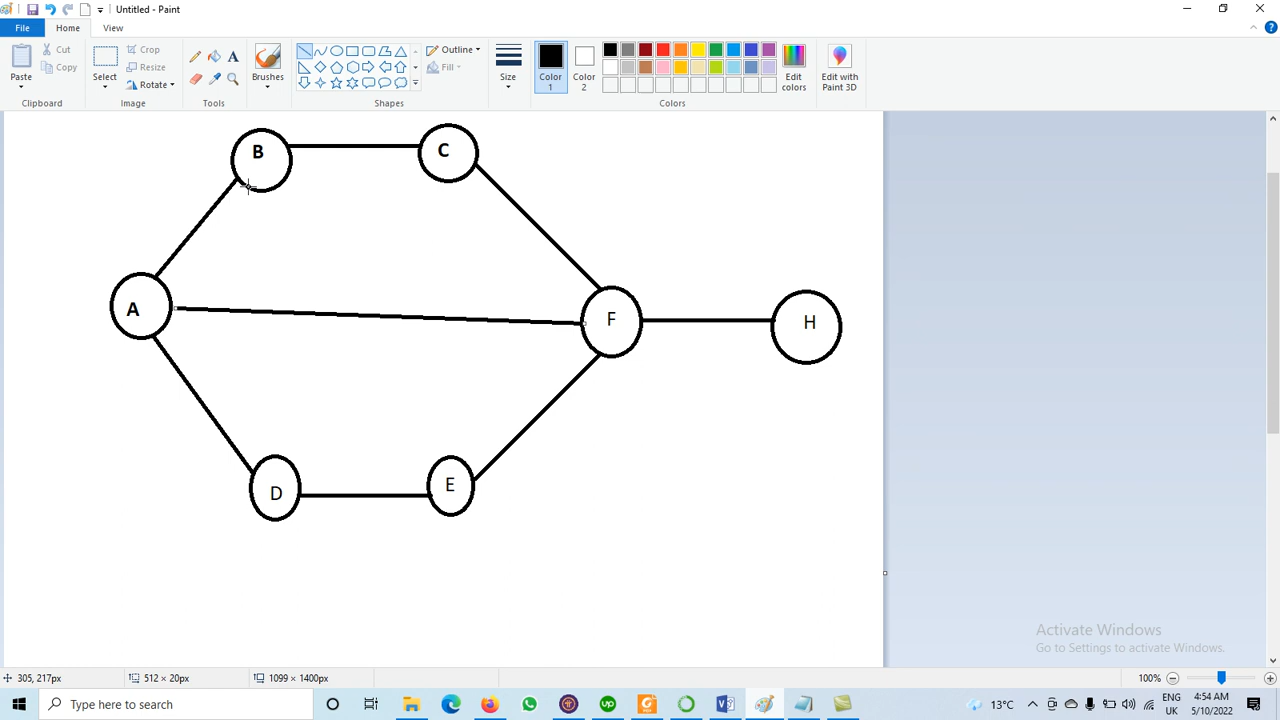 Untitled - Paint
File Home View
Paste Cut Copy Select Crop Resize Rotate A Brushes Outline Fill Size Color 1 Color 2 Edit colors Edit with Paint 3D
Clipboard Image Tools Shapes Colors
B C
A F H
D E
Activate Windows
Go to Settings to activate Windows.
305, 217px 512 × 20px 1099 × 1400px 100%
Type here to search up 13°C ENG UK 4:54 AM 5/10/2022